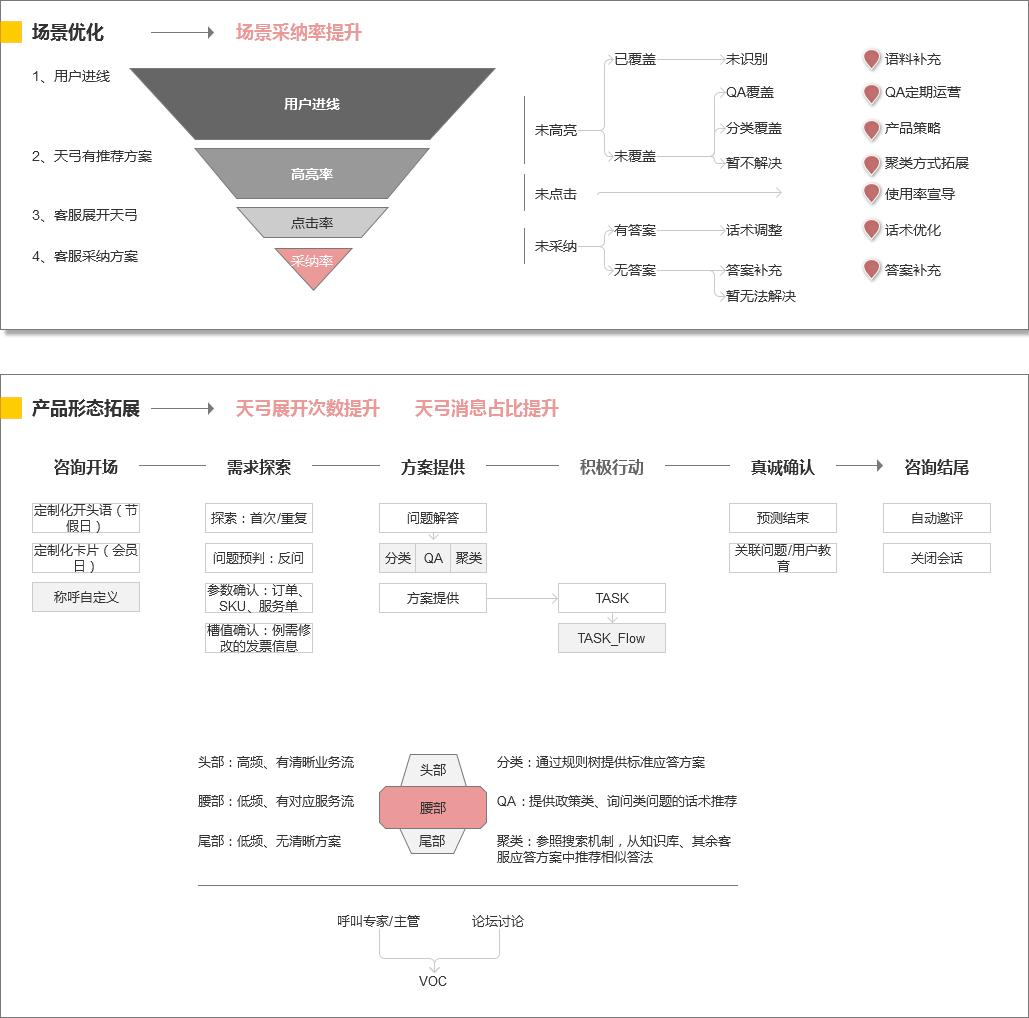 场景优化
场景采纳率提升
1、用户进线
2、天弓有推荐方案
3、客服展开天弓
4、客服采纳方案
用户进线
高亮率
点击率
采纳率
未高亮
已覆盖
未识别
未覆盖
QA覆盖
分类覆盖
暂不解决
未点击
未采纳
有答案
话术调整
无答案
答案补充
暂无法解决
语料补充
QA定期运营
产品策略
聚类方式拓展
使用率宣导
话术优化
答案补充
产品形态拓展
天弓展开次数提升
天弓消息占比提升
咨询开场
需求探索
方案提供
积极行动
真诚确认
咨询结尾
定制化开头语（节
假日）
定制化卡片（会员
日）
称呼自定义
探索：首次/重复
问题预判：反问
参数确认：订单、
SKU、服务单
槽值确认：例需修
改的发票信息
问题解答
分类
QA
聚类
方案提供
TASK
TASK_Flow
预测结束
关联问题/用户教
育
自动邀评
关闭会话
头部：高频、有清晰业务流
腰部：低频、有对应服务流
尾部：低频、无清晰方案
头部
腰部
尾部
分类：通过规则树提供标准应答方案
QA：提供政策类、询问类问题的话术推荐
聚类：参照搜索机制，从知识库、其余客
服应答方案中推荐相似答法
呼叫专家/主管
论坛讨论
VOC